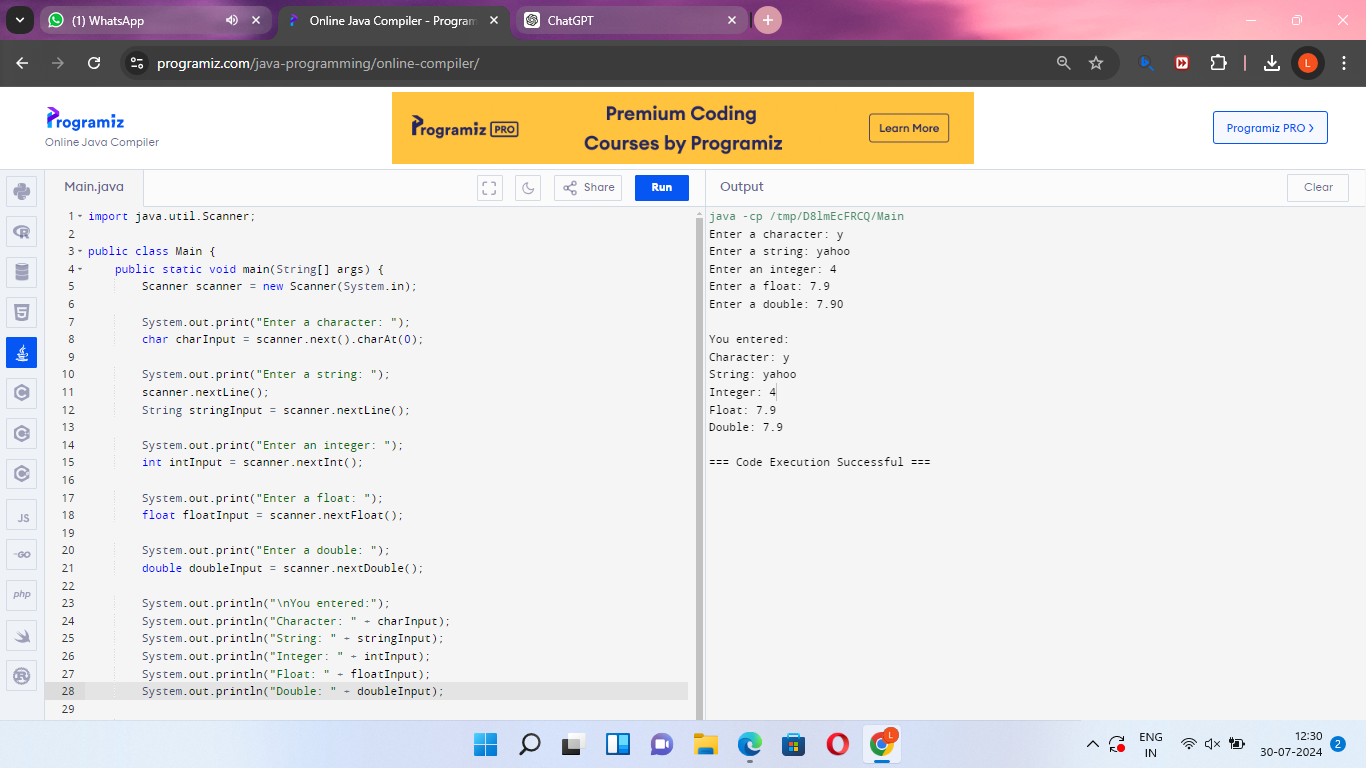 (1) WhatsApp
Online Java Compiler - Program
ChatGPT
programiz.com/java-programming/online-compiler/
L
Programiz
Online Java Compiler
Programiz PRO
Premium Coding
Courses by Programiz
Learn More
Programiz PRO >
Main.java
Share
Run
Output
Clear
1 import java.util.Scanner;
2
3 public class Main {
4 public static void main(String[] args) {
5 Scanner scanner = new Scanner(System.in);
6
7 System.out.print("Enter a character: ");
8 char charInput = scanner.next().charAt(0);
9
10 System.out.print("Enter a string: ");
11 scanner.nextLine();
12 String stringInput = scanner.nextLine();
13
14 System.out.print("Enter an integer: ");
15 int intInput = scanner.nextInt();
16
17 System.out.print("Enter a float: ");
18 float floatInput = scanner.nextFloat();
19
20 System.out.print("Enter a double: ");
21 double doubleInput = scanner.nextDouble();
22
23 System.out.println("\nYou entered:");
24 System.out.println("Character: " + charInput);
25 System.out.println("String: " + stringInput);
26 System.out.println("Integer: " + intInput);
27 System.out.println("Float: " + floatInput);
28 System.out.println("Double: " + doubleInput);
29
java -cp /tmp/D8lmEcFRCQ/Main
Enter a character: y
Enter a string: yahoo
Enter an integer: 4
Enter a float: 7.9
Enter a double: 7.90
You entered:
Character: y
String: yahoo
Integer: 4
Float: 7.9
Double: 7.9
=== Code Execution Successful ===
JS
GO
php
L
ENG
IN
12:30
30-07-2024
2